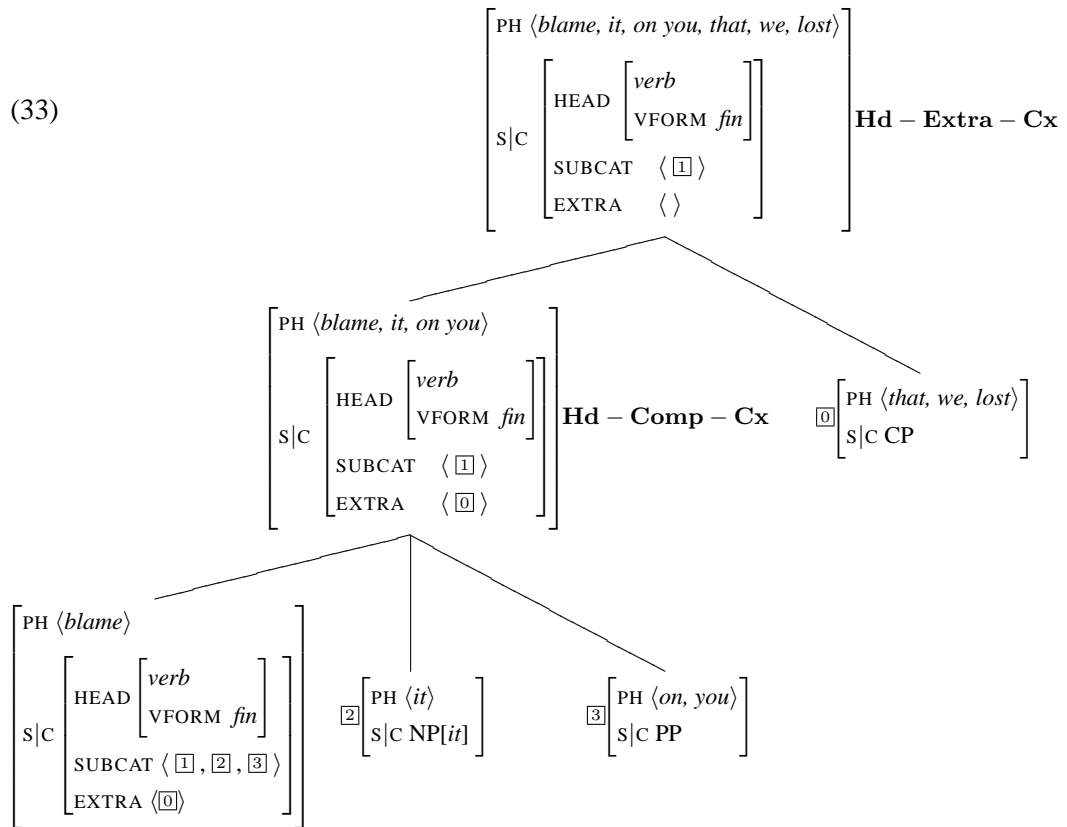 (33)
PH ⟨blame, it, on you, that, we, lost⟩
S|C
HEAD
verb
VFORM fin
SUBCAT ⟨ 1 ⟩
EXTRA ⟨ ⟩
Hd – Extra – Cx
PH ⟨blame, it, on you⟩
S|C
HEAD
verb
VFORM fin
SUBCAT ⟨ 1 ⟩
EXTRA ⟨ 0 ⟩
Hd – Comp – Cx
0
PH ⟨that, we, lost⟩
S|C CP
PH ⟨blame⟩
S|C
HEAD
verb
VFORM fin
SUBCAT ⟨ 1 , 2 , 3 ⟩
EXTRA ⟨0⟩
2
PH ⟨it⟩
S|C NP[it]
3
PH ⟨on, you⟩
S|C PP